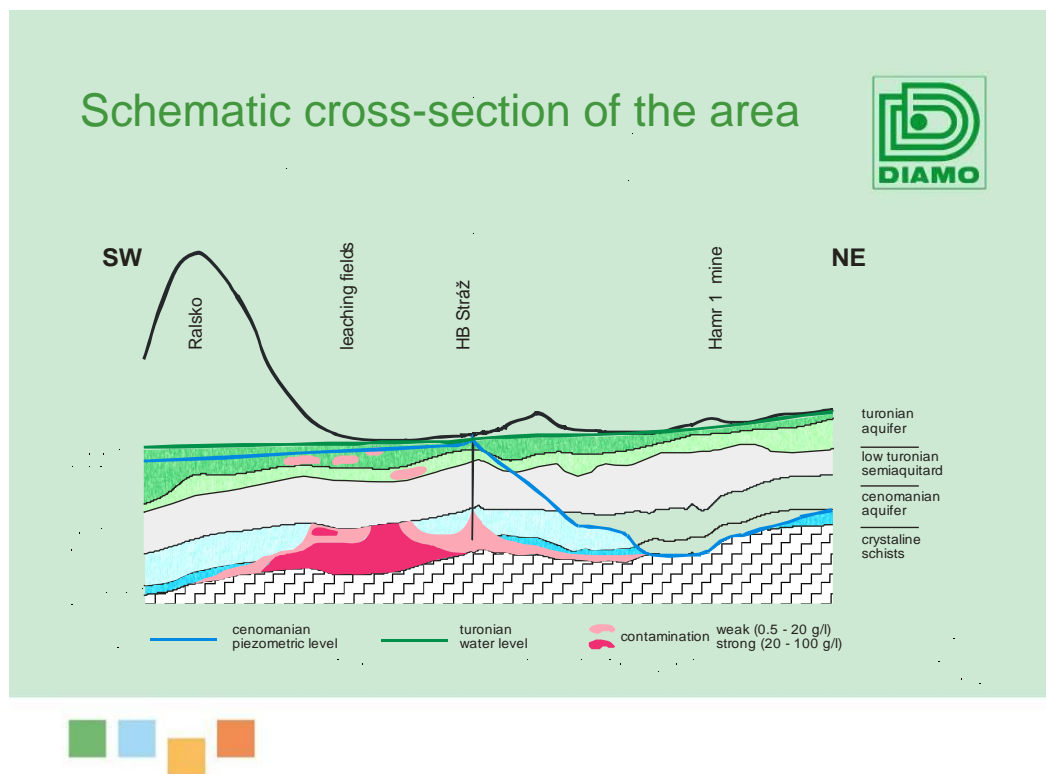 Schematic cross-section of the area
DIAMO
SW
Ralsko
leaching fields
HB Stráž
Hamr 1 mine
NE
turonian
aquifer
low turonian
semiaquitard
cenomanian
aquifer
crystaline
schists
cenomanian
piezometric level
turonian
water level
contamination
weak (0.5 - 20 g/l)
strong (20 - 100 g/l)